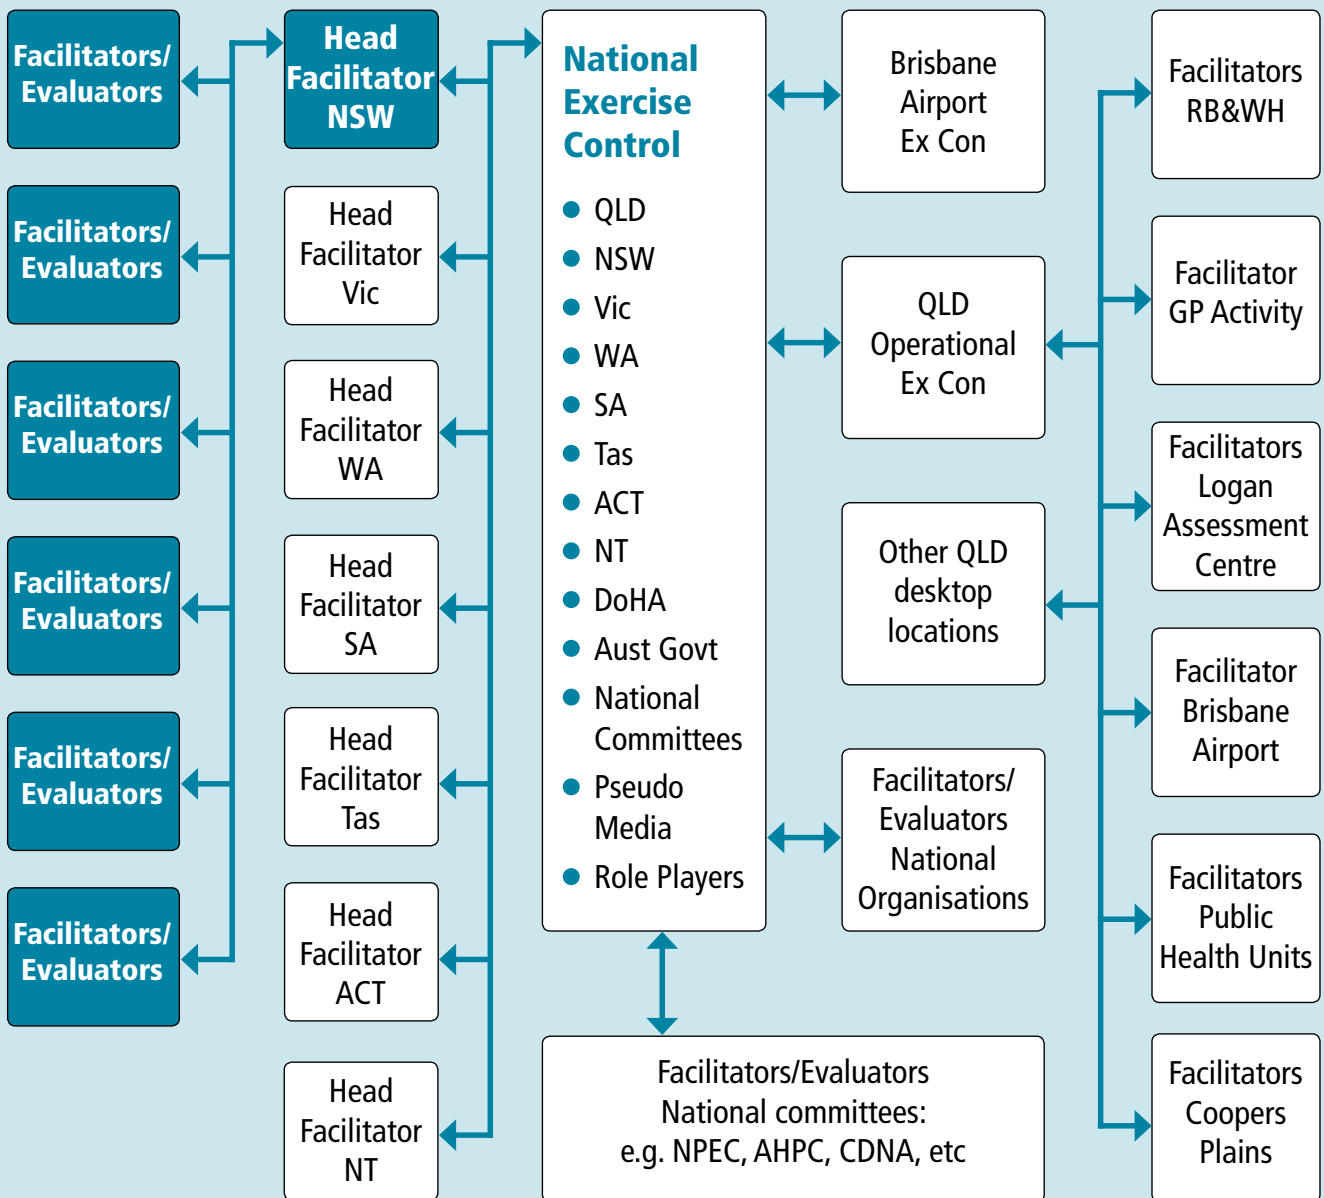 Facilitators/
Evaluators
Facilitators/
Evaluators
Facilitators/
Evaluators
Facilitators/
Evaluators
Facilitators/
Evaluators
Facilitators/
Evaluators
Head
Facilitator
NSW
Head
Facilitator
Vic
Head
Facilitator
WA
Head
Facilitator
SA
Head
Facilitator
Tas
Head
Facilitator
ACT
Head
Facilitator
NT
National
Exercise
Control
QLD
NSW
Vic
WA
SA
Tas
ACT
NT
DoHA
Aust Govt
National
Committees
Pseudo
Media
Role Players
Brisbane
Airport
Ex Con
QLD
Operational
Ex Con
Other QLD
desktop
locations
Facilitators/
Evaluators
National
Organisations
Facilitators/Evaluators
National committees:
e.g. NPEC, AHPC, CDNA, etc
Facilitators
RB&WH
Facilitator
GP Activity
Facilitators
Logan
Assessment
Centre
Facilitator
Brisbane
Airport
Facilitators
Public
Health Units
Facilitators
Coopers
Plains